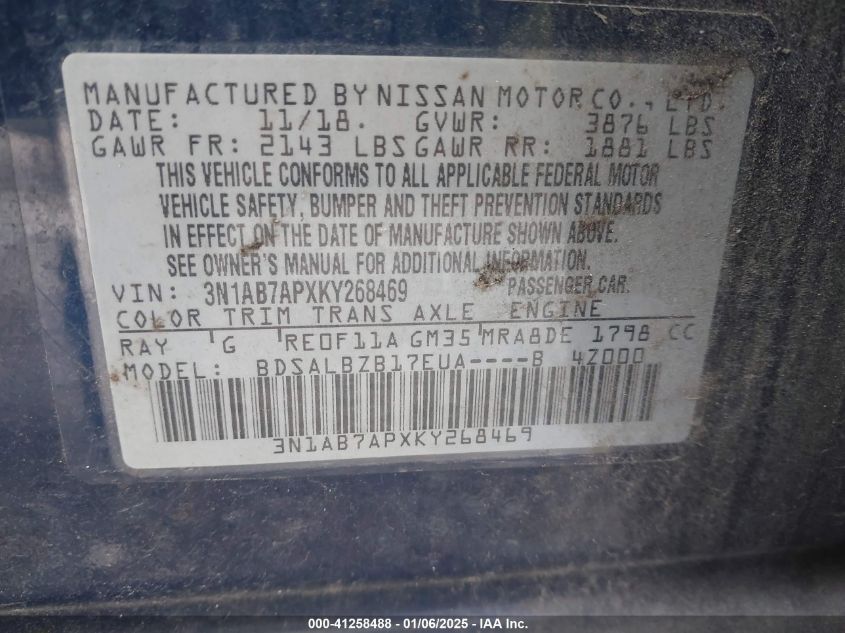 MANUFACTURED BY NISSAN MOTOR CO., LTD.
DATE: 11/18. GVWR: 3876 LBS
GAWR FR: 2143 LBS GAWR RR: 1881 LBS
THIS VEHICLE CONFORMS TO ALL APPLICABLE FEDERAL MOTOR
VEHICLE SAFETY, BUMPER AND THEFT PREVENTION STANDARDS
IN EFFECT ON THE DATE OF MANUFACTURE SHOWN ABOVE.
SEE OWNER'S MANUAL FOR ADDITIONAL INFORMATION.
VIN: 3N1AB7APXKY268469 PASSENGER CAR
COLOR TRIM TRANS AXLE ENGINE
RAY G RE0F11A GM35 MRA8DE 1798 CC
MODEL: BDSALBZB17EUA----B 4Z000
3N1AB7APXKY268469
000-41258488 - 01/06/2025 - IAA Inc.